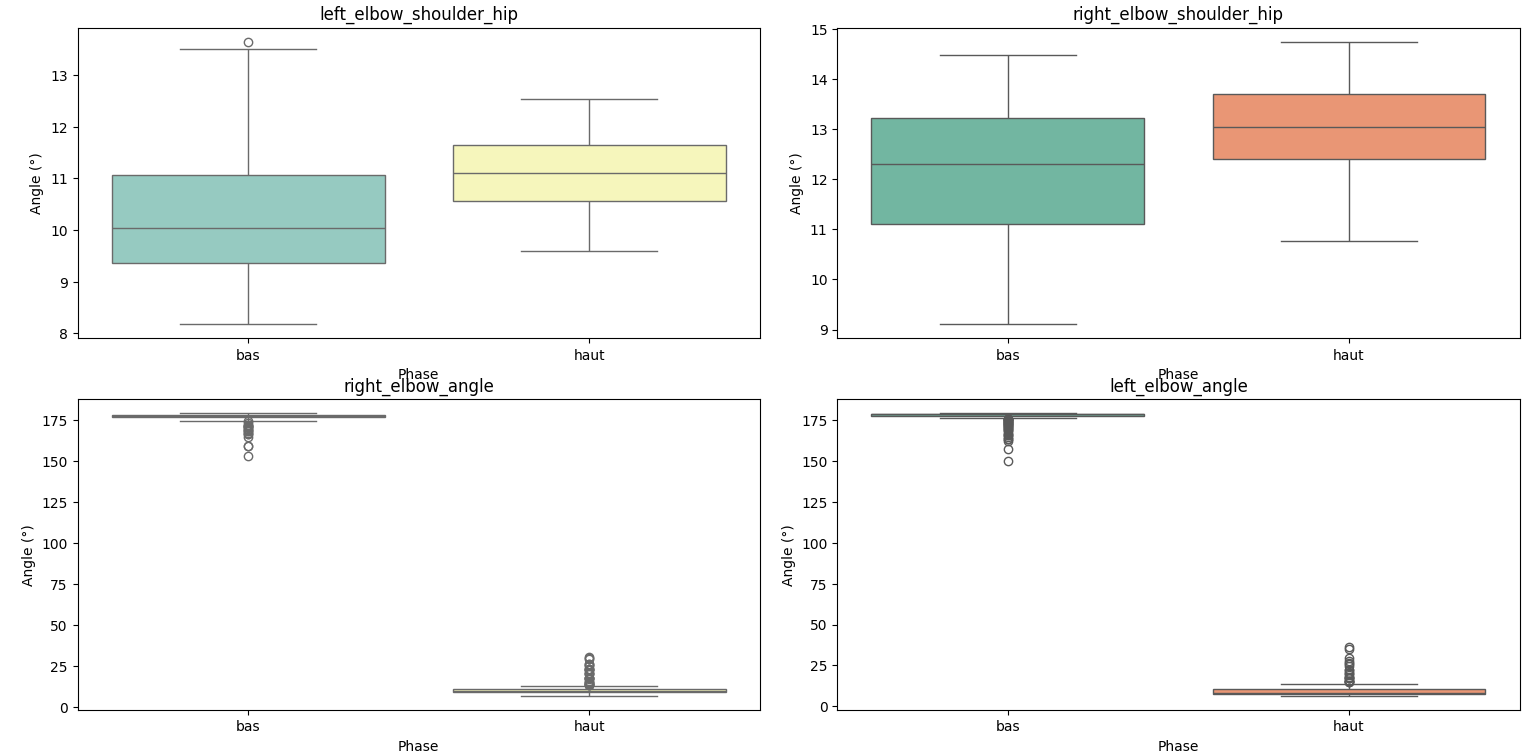 left_elbow_shoulder_hip
right_elbow_shoulder_hip
Angle (°)
13
12
11
10
9
8
bas
haut
Phase
Angle (°)
15
14
13
12
11
10
9
bas
haut
Phase
right_elbow_angle
left_elbow_angle
Angle (°)
175
150
125
100
75
50
25
0
bas
haut
Phase
Angle (°)
175
150
125
100
75
50
25
0
bas
haut
Phase